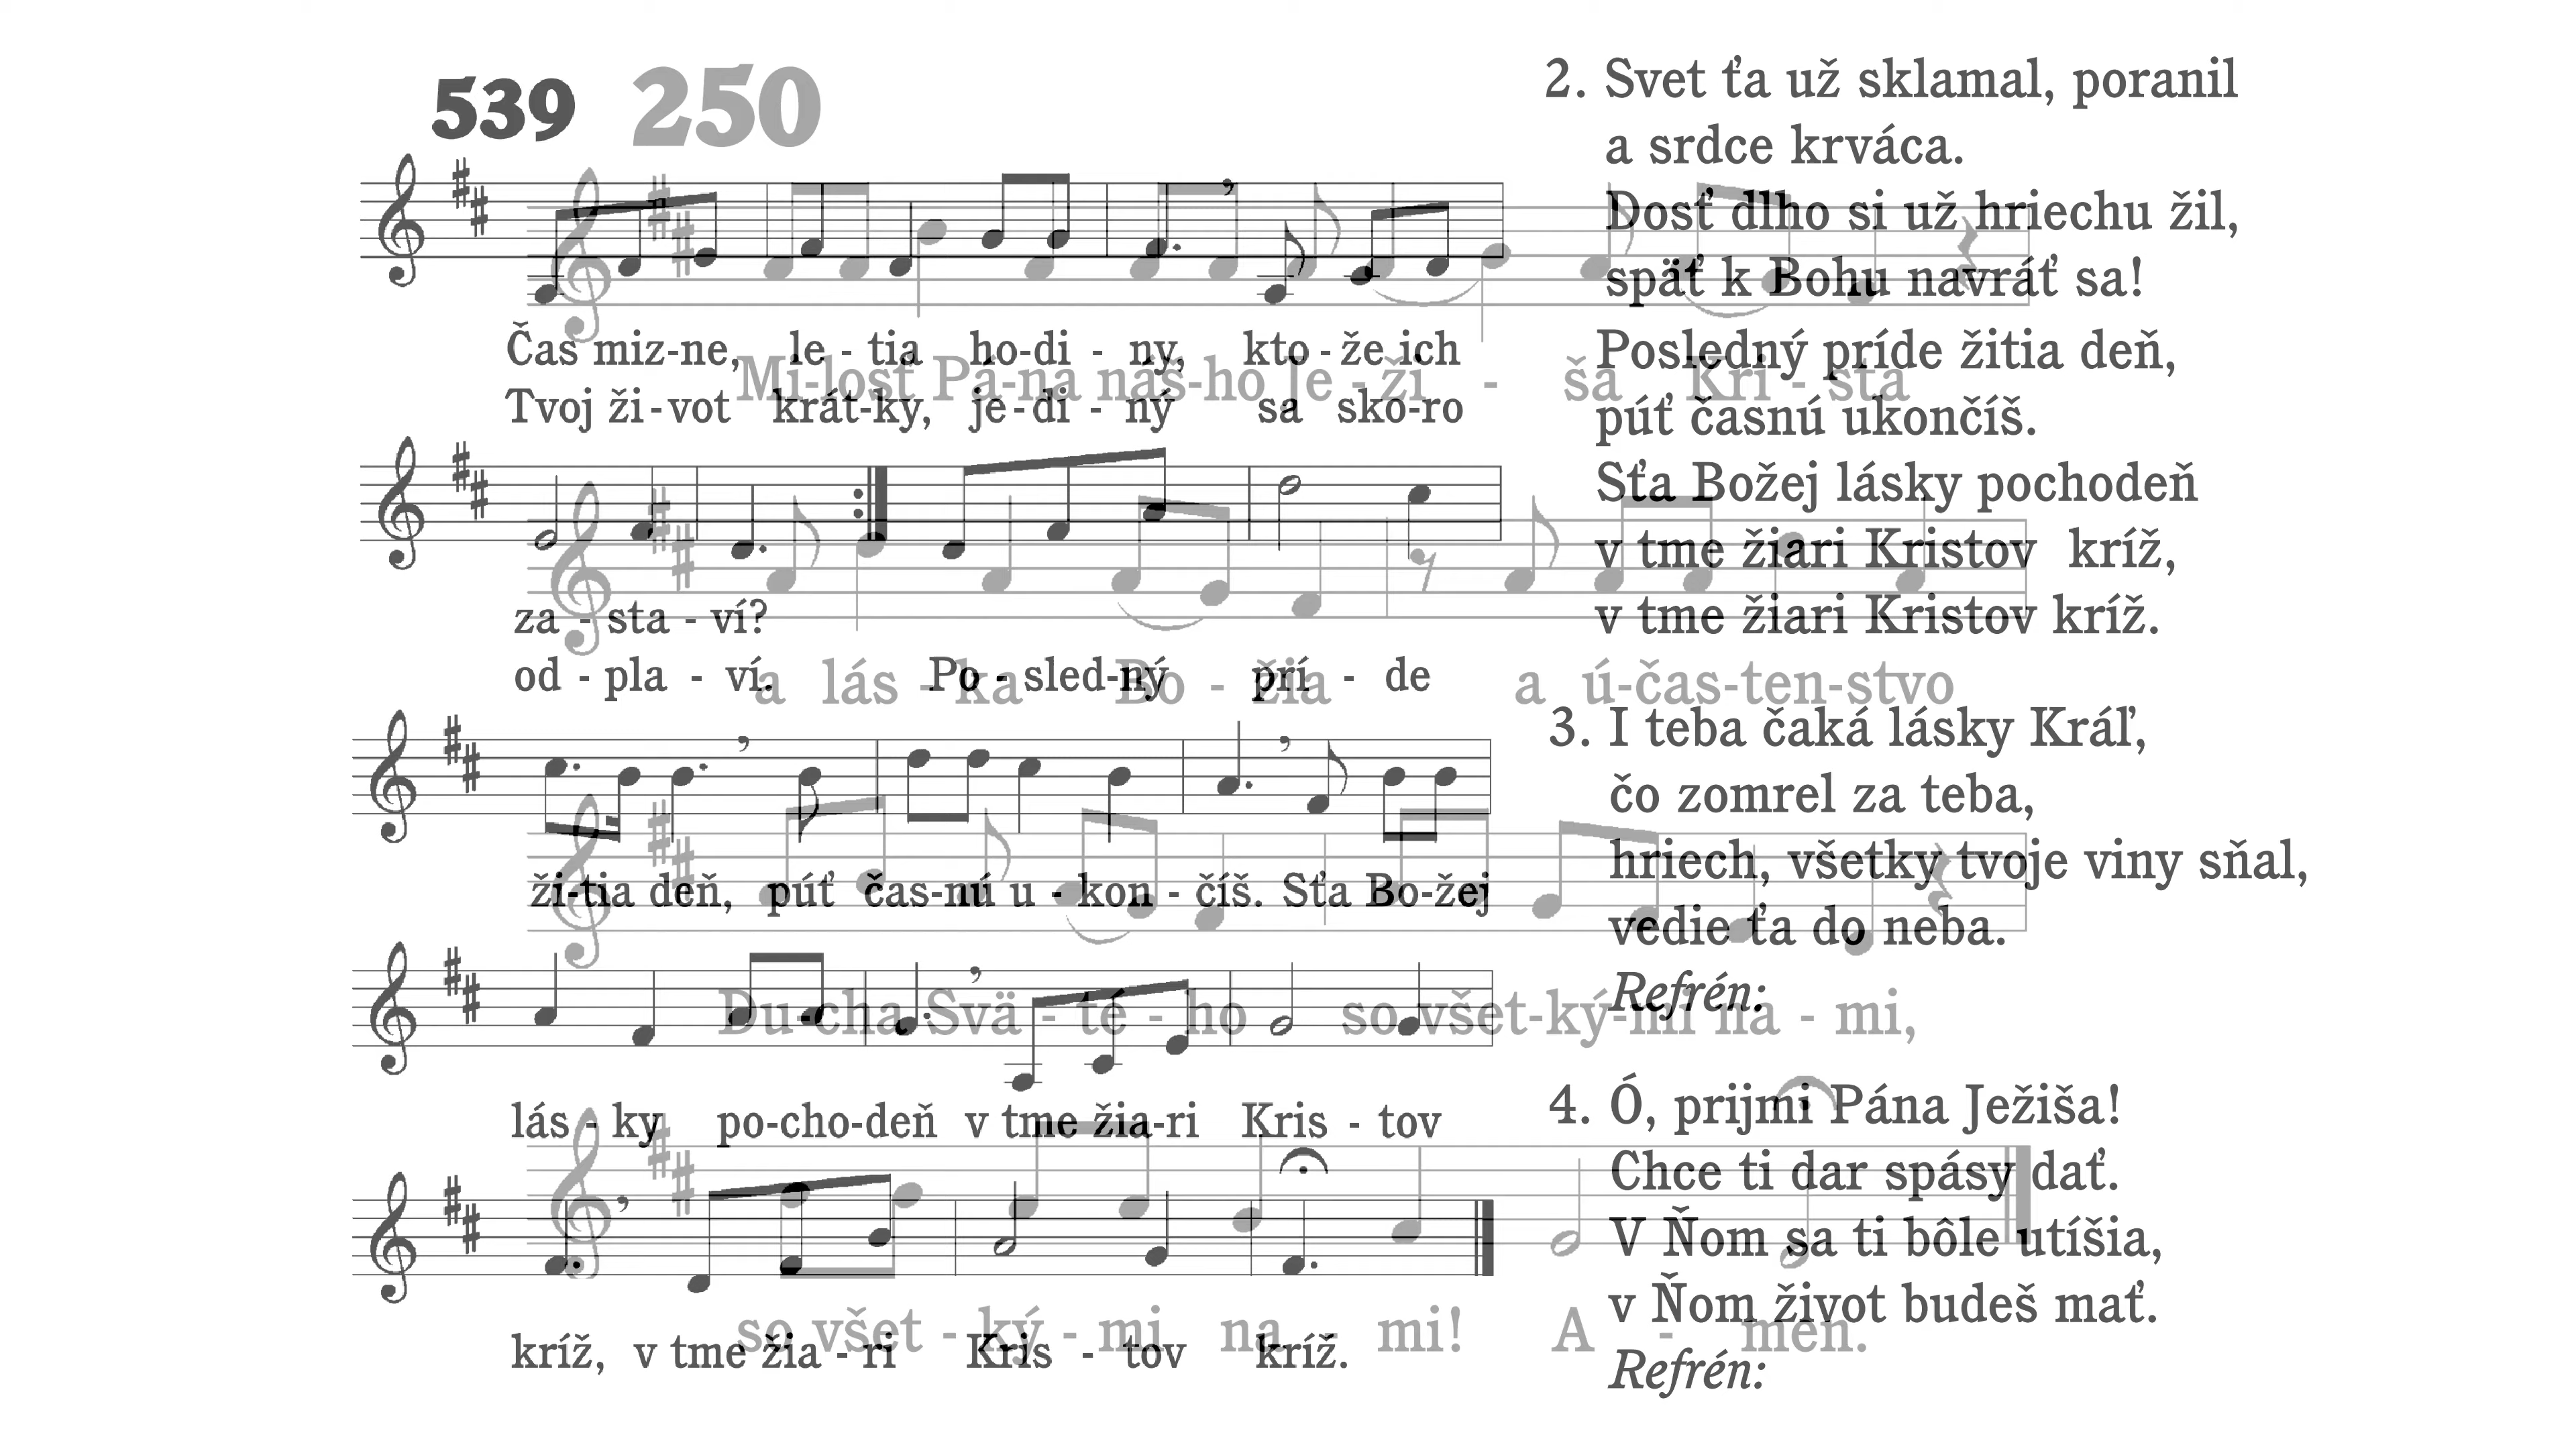 539
Čas miz-ne, le - tia ho-di - ny, kto - že ich
Tvoj ži-vot krát-ky, je-di - ný sa sko-ro
za - sta - ví?
od - pla - ví. Po - sled-ný prí - de
ži-tia deň, púť čas-nú u - kon - číš. Sťa Bo-žej
lás - ky po-cho-deň v tme žia-ri Kris - tov
kríž, v tme žia - ri Kris - tov kríž.
2. Svet ťa už sklamal, poranil
a srdce krváca.
Dosť dlho si už hriechu žil,
späť k Bohu navráť sa!
Posledný príde žitia deň,
púť časnú ukončíš.
Sťa Božej lásky pochodeň
v tme žiari Kristov kríž,
v tme žiari Kristov kríž.
3. I teba čaká lásky Kráľ,
čo zomrel za teba,
hriech, všetky tvoje viny sňal,
vedie ťa do neba.
Refrén:
4. Ó, prijmi Pána Ježiša!
Chce ti dar spásy dať.
V Ňom sa ti bôle utíšia,
v Ňom život budeš mať.
Refrén:
250
Mi-losť Pá-na náš-ho Je - ži - ša Kri - sta
a lás - ka Bo - žia a ú-čas-ten-stvo
Du-cha Svä - té - ho so všet-ký-mi na - mi,
so všet - ký - mi na - mi! A - men.